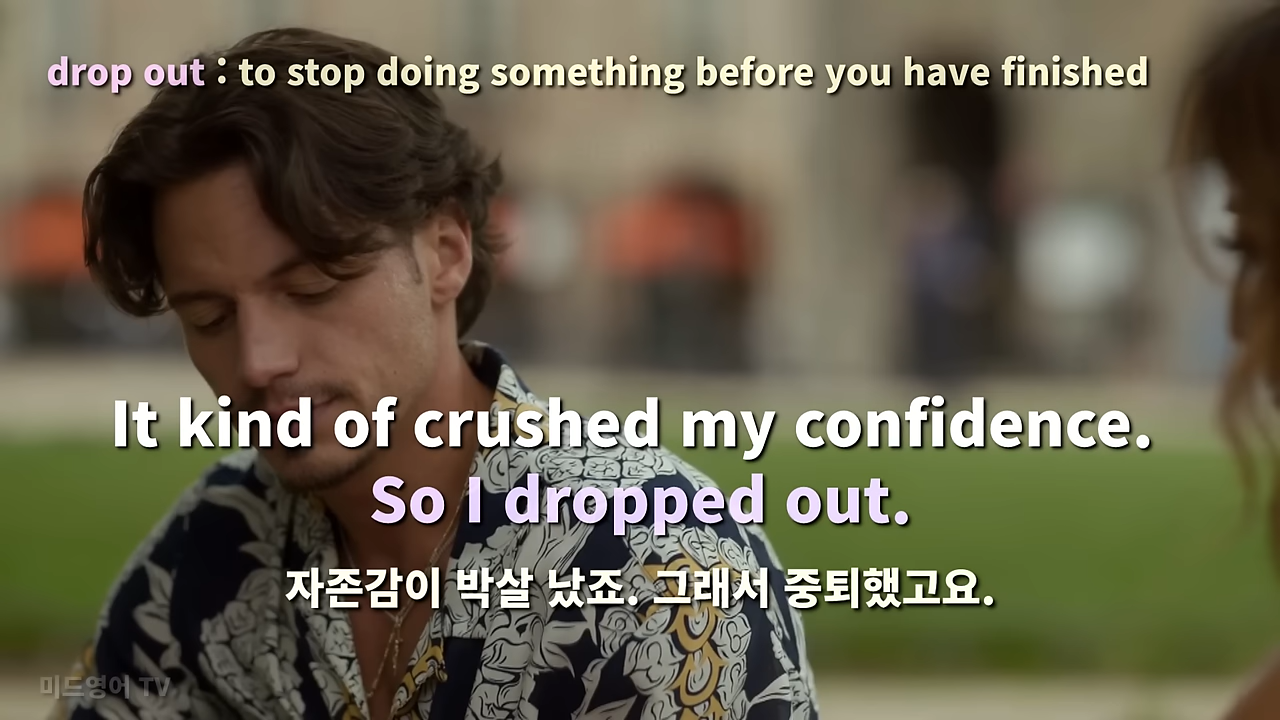 drop out : to stop doing something before you have finished
It kind of crushed my confidence.
So I dropped out.
자존감이 박살 났죠. 그래서 중퇴했고요.
미드영어 TV